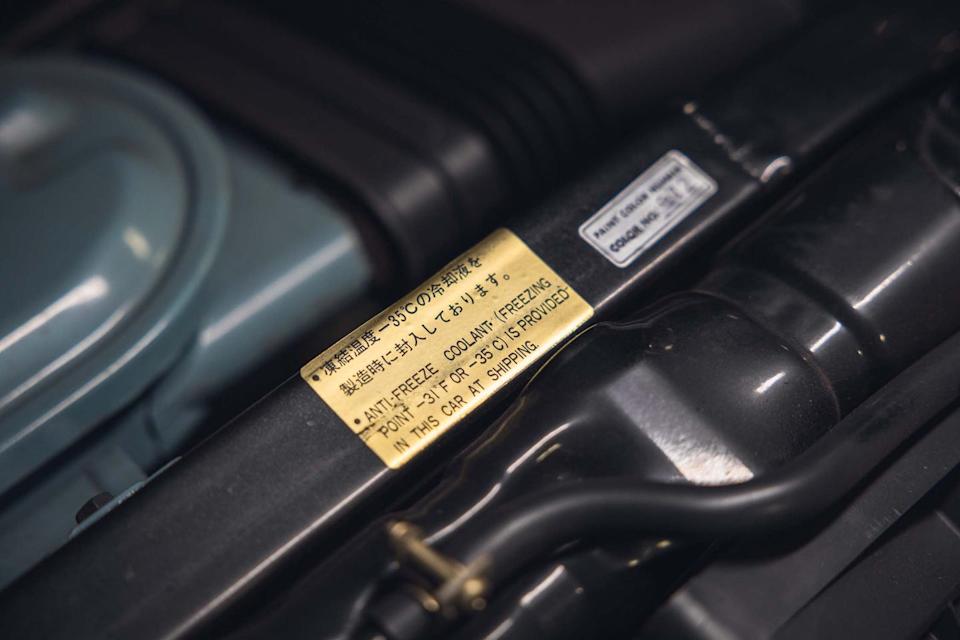 ・凍結温度−35℃の冷却液を
製造時に封入しております。
・ANTI-FREEZE COOLANT, (FREEZING
POINT −31°F OR −35°C) IS PROVIDED
IN THIS CAR AT SHIPPING.
PAINT COLOR NUMBER
COLOR NO.